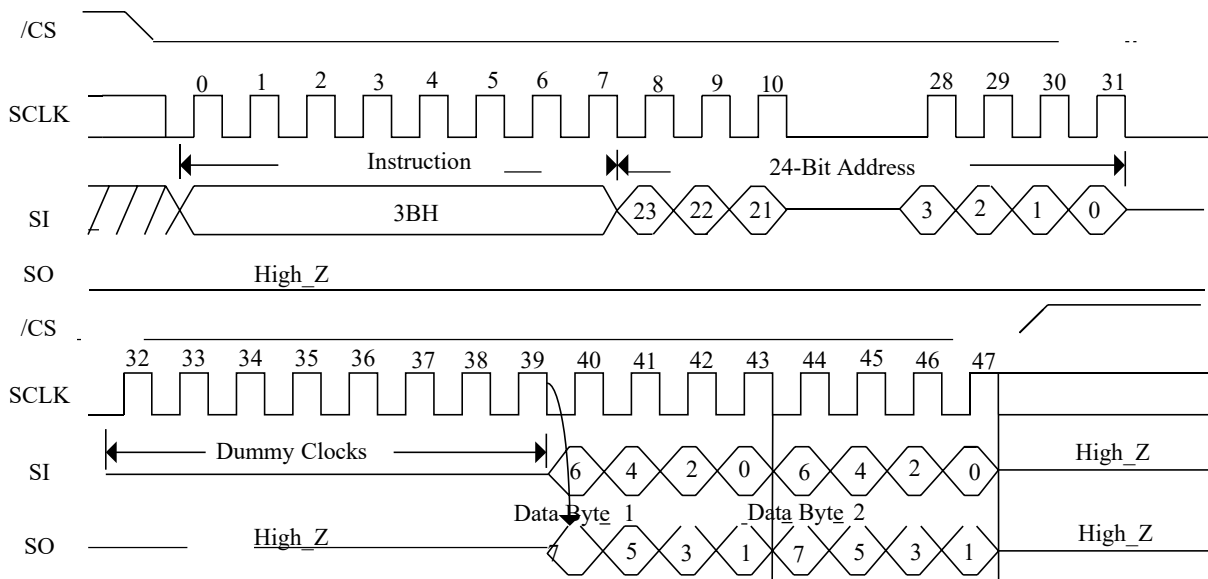 /CS
0 1 2 3 4 5 6 7 8 9 10 28 29 30 31
SCLK
Instruction 24-Bit Address
SI 3BH 23 22 21 3 2 1 0
SO High_Z
/CS
32 33 34 35 36 37 38 39 40 41 42 43 44 45 46 47
SCLK
SI Dummy Clocks 6 4 2 0 6 4 2 0 High_Z
Data Byte 1 Data Byte 2
SO High_Z 7 5 3 1 7 5 3 1 High_Z